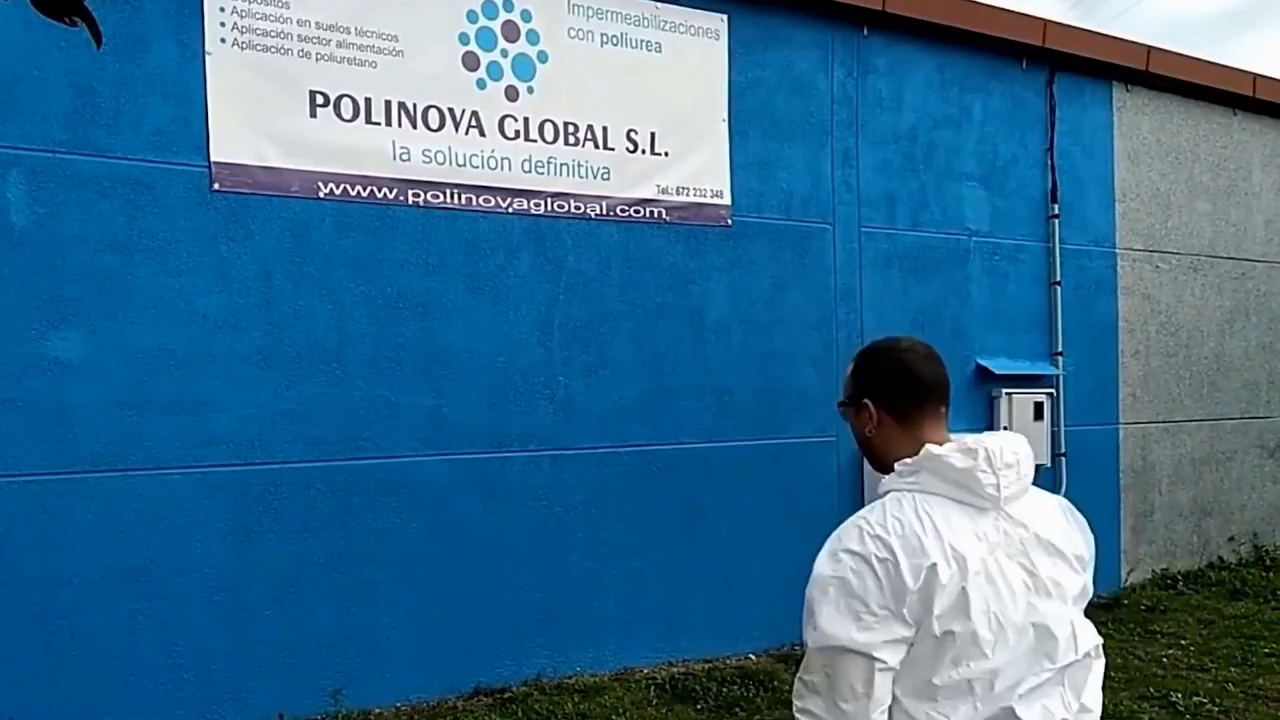 depósitos
• Aplicación en suelos técnicos
• Aplicación sector alimentación
• Aplicación de poliuretano
Impermeabilizaciones
con poliurea
POLINOVA GLOBAL S.L.
la solución definitiva
Tel.: 672 232 348
www.polinovaglobal.com